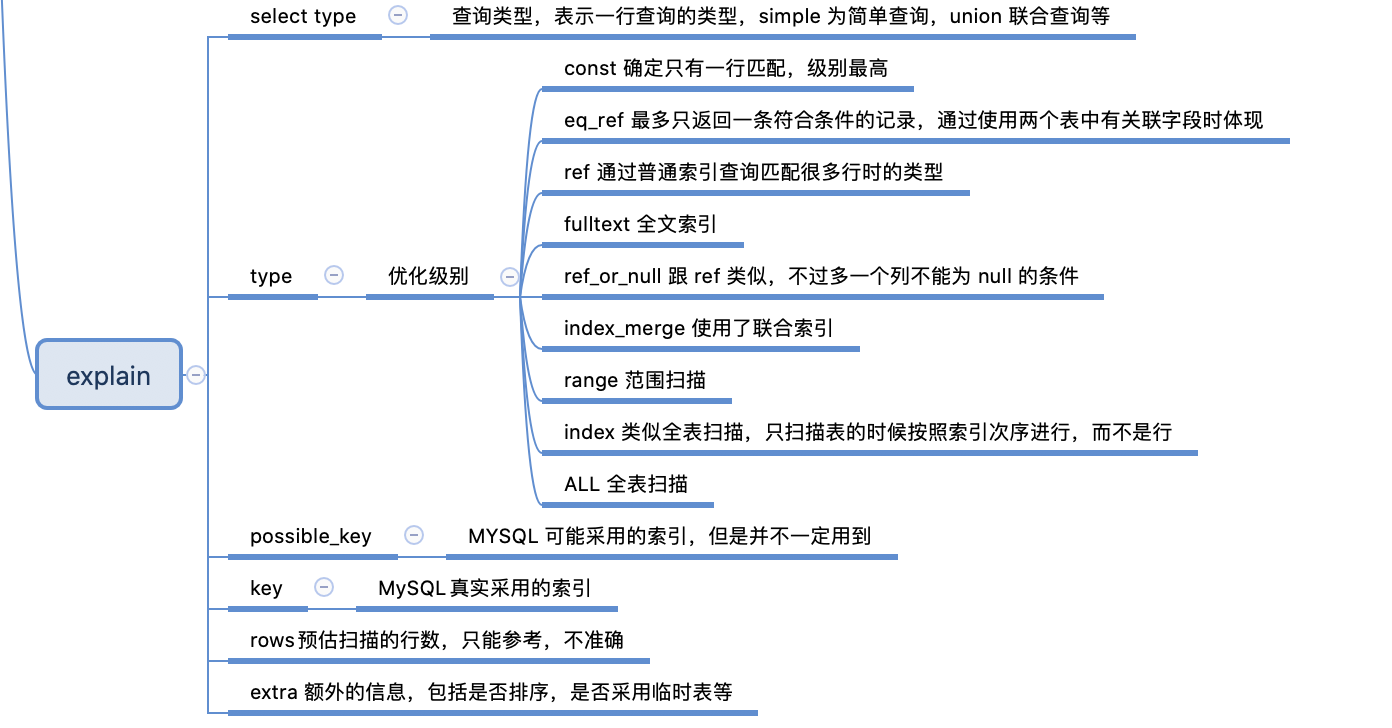 select type
查询类型，表示一行查询的类型，simple 为简单查询，union 联合查询等
const 确定只有一行匹配，级别最高
eq_ref 最多只返回一条符合条件的记录，通过使用两个表中有关联字段时体现
ref 通过普通索引查询匹配很多行时的类型
fulltext 全文索引
type
优化级别
ref_or_null 跟 ref 类似，不过多一个列不能为 null 的条件
index_merge 使用了联合索引
range 范围扫描
explain
index 类似全表扫描，只扫描表的时候按照索引次序进行，而不是行
ALL 全表扫描
possible_key
MYSQL 可能采用的索引，但是并不一定用到
key
MySQL真实采用的索引
rows预估扫描的行数，只能参考，不准确
extra 额外的信息，包括是否排序，是否采用临时表等